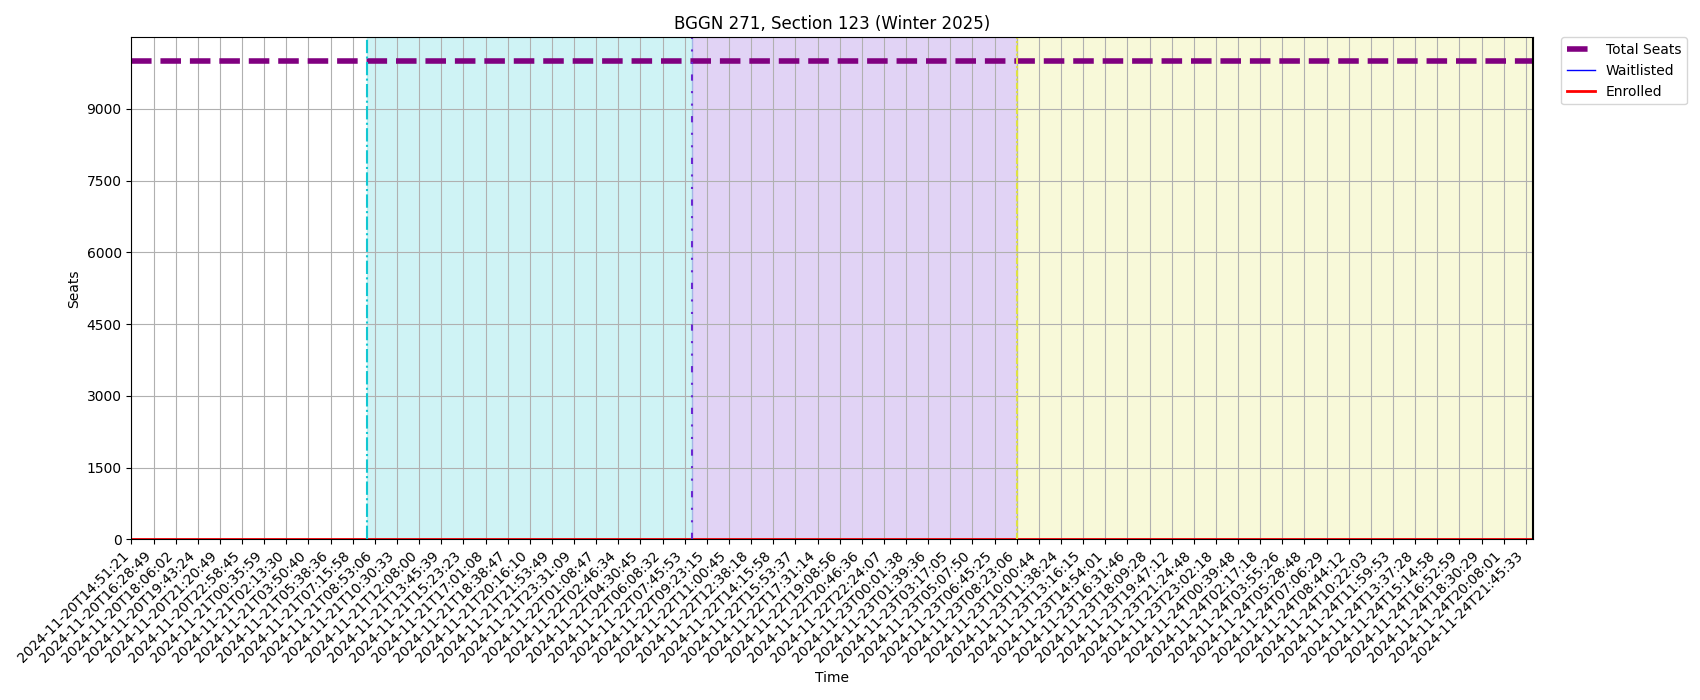 BGGN 271, Section 123 (Winter 2025)
Total Seats
Waitlisted
Enrolled
9000
7500
6000
4500
3000
1500
0
Seats
2024-11-20T14:51:21
2024-11-20T16:28:49
2024-11-20T18:06:02
2024-11-20T19:43:24
2024-11-20T21:20:49
2024-11-20T22:58:45
2024-11-21T00:35:59
2024-11-21T02:13:30
2024-11-21T03:50:40
2024-11-21T05:38:36
2024-11-21T07:15:58
2024-11-21T08:53:06
2024-11-21T10:30:33
2024-11-21T12:08:00
2024-11-21T13:45:39
2024-11-21T15:23:23
2024-11-21T17:01:08
2024-11-21T18:38:47
2024-11-21T20:16:10
2024-11-21T21:53:49
2024-11-21T23:31:09
2024-11-22T01:08:47
2024-11-22T02:46:34
2024-11-22T04:30:45
2024-11-22T06:08:32
2024-11-22T07:45:53
2024-11-22T09:23:15
2024-11-22T11:00:45
2024-11-22T12:38:18
2024-11-22T14:15:58
2024-11-22T15:53:37
2024-11-22T17:31:14
2024-11-22T19:08:56
2024-11-22T20:46:36
2024-11-22T22:24:07
2024-11-23T00:01:38
2024-11-23T01:39:36
2024-11-23T03:17:05
2024-11-23T05:07:50
2024-11-23T06:45:25
2024-11-23T08:23:06
2024-11-23T10:00:44
2024-11-23T11:38:24
2024-11-23T13:16:15
2024-11-23T14:54:01
2024-11-23T16:31:46
2024-11-23T18:09:28
2024-11-23T19:47:12
2024-11-23T21:24:48
2024-11-23T23:02:18
2024-11-24T00:39:48
2024-11-24T02:17:18
2024-11-24T03:55:26
2024-11-24T05:28:48
2024-11-24T07:06:29
2024-11-24T08:44:12
2024-11-24T10:22:03
2024-11-24T11:59:53
2024-11-24T13:37:28
2024-11-24T15:14:58
2024-11-24T16:52:59
2024-11-24T18:30:29
2024-11-24T20:08:01
2024-11-24T21:45:33
Time